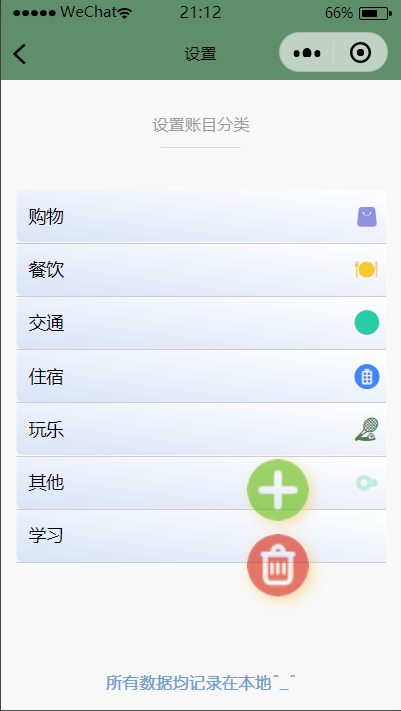 WeChat 21:12 66%
设置
设置账目分类
购物
餐饮
交通
住宿
玩乐
其他
学习
所有数据均记录在本地^_^